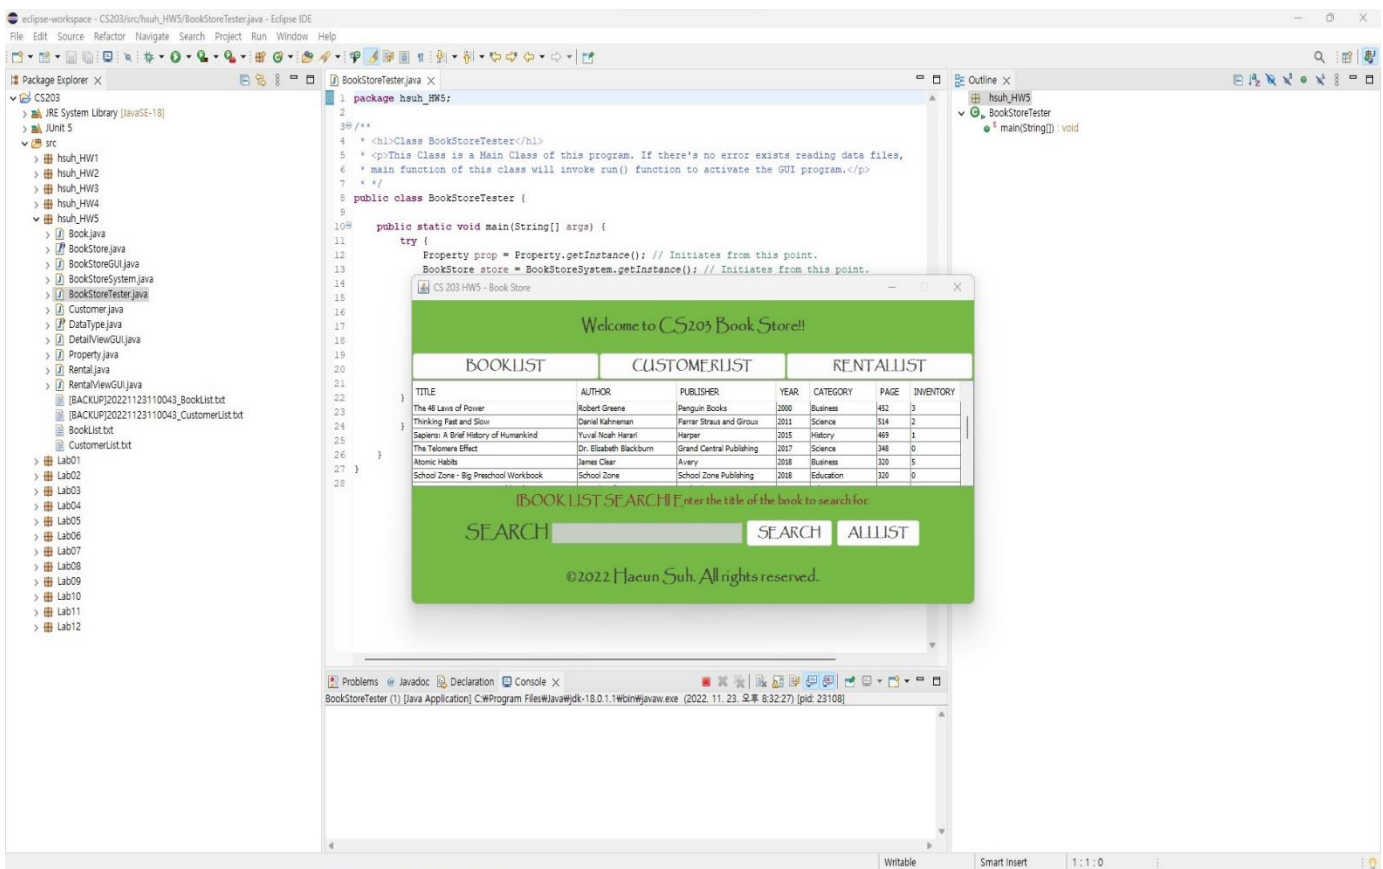 eclipse-workspace - CS203/src/hsuh_HW5/BookStoreTester.java - Eclipse IDE
File Edit Source Refactor Navigate Search Project Run Window Help
Package Explorer
CS203
JRE System Library [JavaSE-18]
JUnit 5
src
hsuh_HW1
hsuh_HW2
hsuh_HW3
hsuh_HW4
hsuh_HW5
Book.java
BookStore.java
BookStoreGUI.java
BookStoreSystem.java
BookStoreTester.java
Customer.java
DataType.java
DetailViewGUI.java
Property.java
Rental.java
RentalViewGUI.java
[BACKUP]20221123110043_BookList.txt
[BACKUP]20221123110043_CustomerList.txt
BookList.txt
CustomerList.txt
Lab01
Lab02
Lab03
Lab04
Lab05
Lab06
Lab07
Lab08
Lab09
Lab10
Lab11
Lab12
BookStoreTester.java
1 package hsuh_HW5;
2
3 /**
4 * <h1>Class BookStoreTester</h1>
5 * <p>This Class is a Main Class of this program. If there's no error exists reading data files,
6 * main function of this class will invoke run() function to activate the GUI program.</p>
7 * */
8 public class BookStoreTester {
9
10 public static void main(String[] args) {
11 try {
12 Property prop = Property.getInstance(); // Initiates from this point.
13 BookStore store = BookStoreSystem.getInstance(); // Initiates from this point.
14
15
16
17
18
19
20
21
22 }
23
24 }
25
26 }
27 }
28
CS 203 HW5 - Book Store
Welcome to CS203 Book Store!!
BOOKLIST CUSTOMERLIST RENTALLIST
TITLE AUTHOR PUBLISHER YEAR CATEGORY PAGE INVENTORY
The 48 Laws of Power Robert Greene Penguin Books 2000 Business 452 3
Thinking Fast and Slow Daniel Kahneman Farrar Straus and Giroux 2011 Science 514 2
Sapiens: A Brief History of Humankind Yuval Noah Harari Harper 2015 History 469 1
The Telomere Effect Dr. Elizabeth Blackburn Grand Central Publishing 2017 Science 348 0
Atomic Habits James Clear Avery 2018 Business 320 5
School Zone - Big Preschool Workbook School Zone School Zone Publishing 2018 Education 320 0
[BOOK LIST SEARCH] Enter the title of the book to search for.
SEARCH SEARCH ALLLIST
©2022 Haeun Suh. All rights reserved.
Outline
hsuh_HW5
BookStoreTester
main(String[]) : void
Problems Javadoc Declaration Console
BookStoreTester (1) [Java Application] C:₩Program Files₩Java₩jdk-18.0.1.1₩bin₩javaw.exe (2022. 11. 23. 오후 8:32:27) [pid: 23108]
Writable Smart Insert 1 : 1 : 0